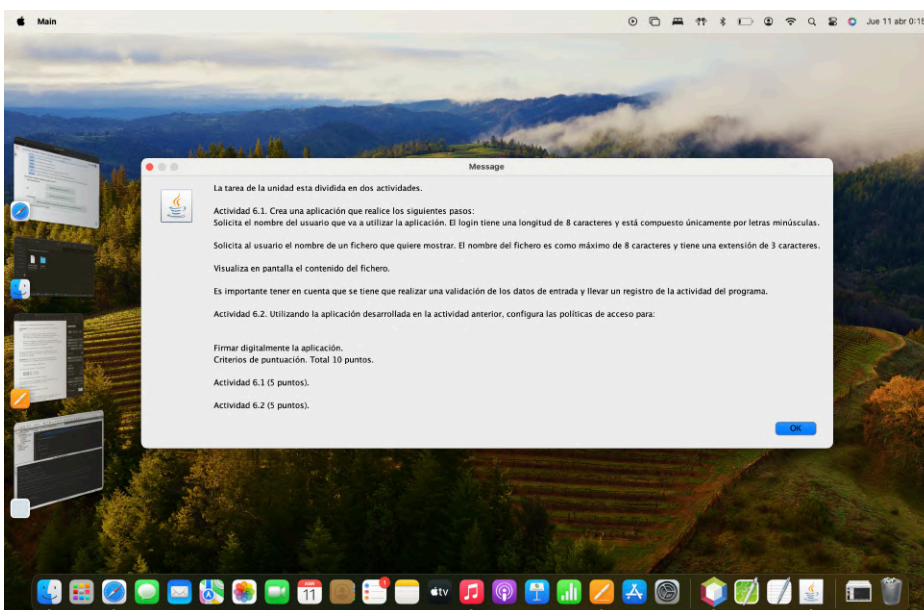 Main
Jue 11 abr 0:15
Message
La tarea de la unidad esta dividida en dos actividades.
Actividad 6.1. Crea una aplicación que realice los siguientes pasos:
Solicita el nombre del usuario que va a utilizar la aplicación. El login tiene una longitud de 8 caracteres y está compuesto únicamente por letras minúsculas.
Solicita al usuario el nombre de un fichero que quiere mostrar. El nombre del fichero es como máximo de 8 caracteres y tiene una extensión de 3 caracteres.
Visualiza en pantalla el contenido del fichero.
Es importante tener en cuenta que se tiene que realizar una validación de los datos de entrada y llevar un registro de la actividad del programa.
Actividad 6.2. Utilizando la aplicación desarrollada en la actividad anterior, configura las políticas de acceso para:
Firmar digitalmente la aplicación.
Criterios de puntuación. Total 10 puntos.
Actividad 6.1 (5 puntos).
Actividad 6.2 (5 puntos).
OK
11
tv